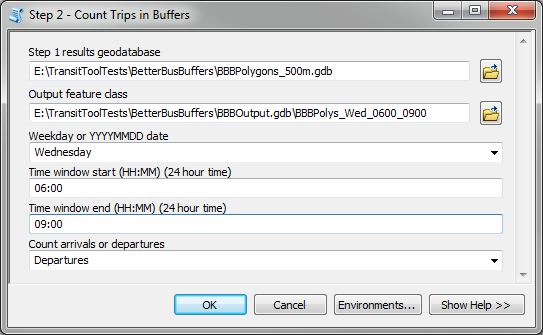 Step 2 - Count Trips in Buffers
Step 1 results geodatabase
E:\TransitToolTests\BetterBusBuffers\BBBPolygons_500m.gdb
Output feature class
E:\TransitToolTests\BetterBusBuffers\BBBOutput.gdb\BBBPolys_Wed_0600_0900
Weekday or YYYYMMDD date
Wednesday
Time window start (HH:MM) (24 hour time)
06:00
Time window end (HH:MM) (24 hour time)
09:00
Count arrivals or departures
Departures
OK Cancel Environments... Show Help >>